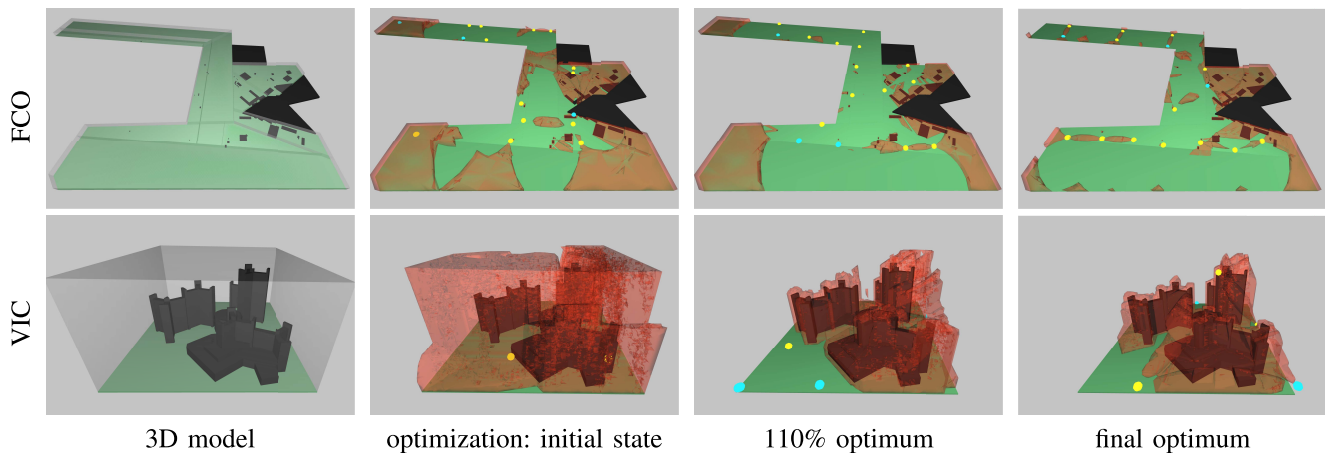 FCO
VIC
3D model
optimization: initial state
110% optimum
final optimum